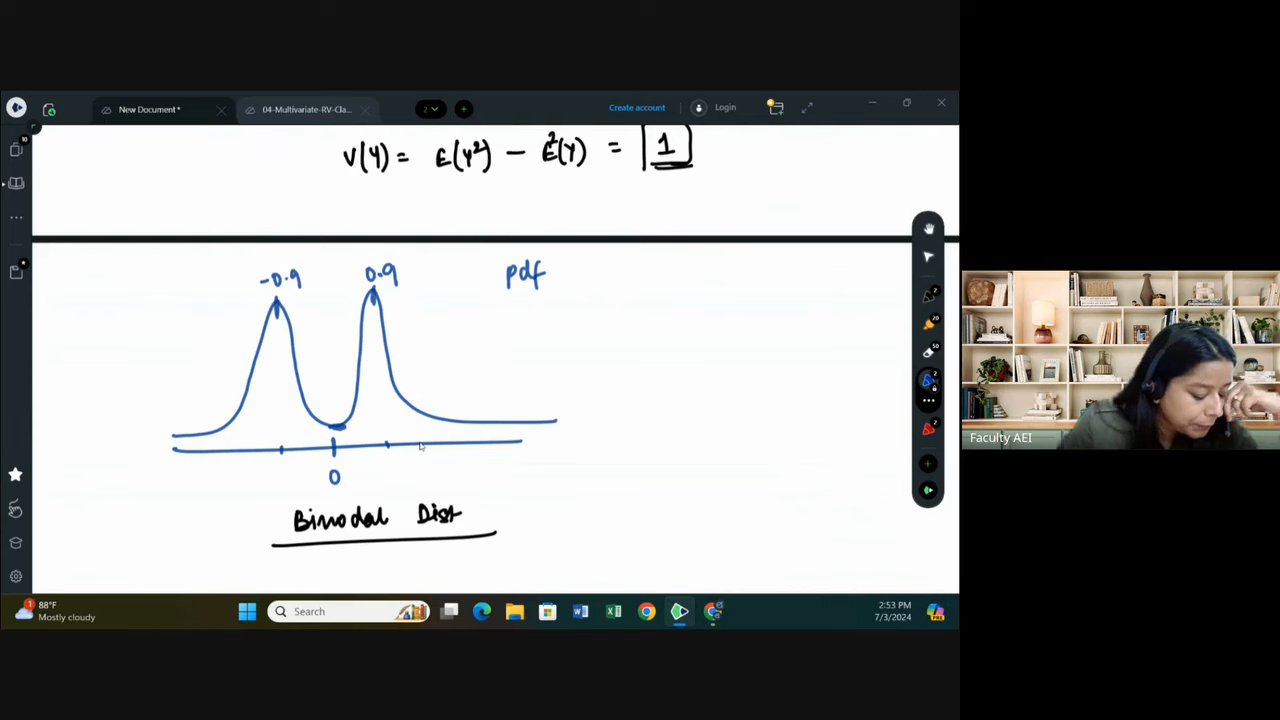 New Document *
04-Multivariate-RV-Cla...
2
Create account
Login
V(Y) = E(Y²) - E²(Y) = 1
-0.9
0.9
pdf
0
Bimodal Dist
Faculty AEI
88°F
Mostly cloudy
Search
2:53 PM
7/3/2024